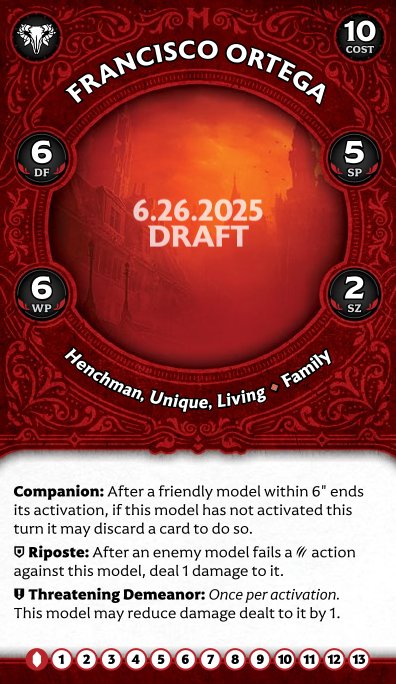 FRANCISCO ORTEGA
10
COST
6
DF
5
SP
6.26.2025
DRAFT
6
WP
2
SZ
Henchman, Unique, Living • Family
Companion: After a friendly model within 6" ends
its activation, if this model has not activated this
turn it may discard a card to do so.
Riposte: After an enemy model fails a action
against this model, deal 1 damage to it.
Threatening Demeanor: Once per activation.
This model may reduce damage dealt to it by 1.
1 2 3 4 5 6 7 8 9 10 11 12 13